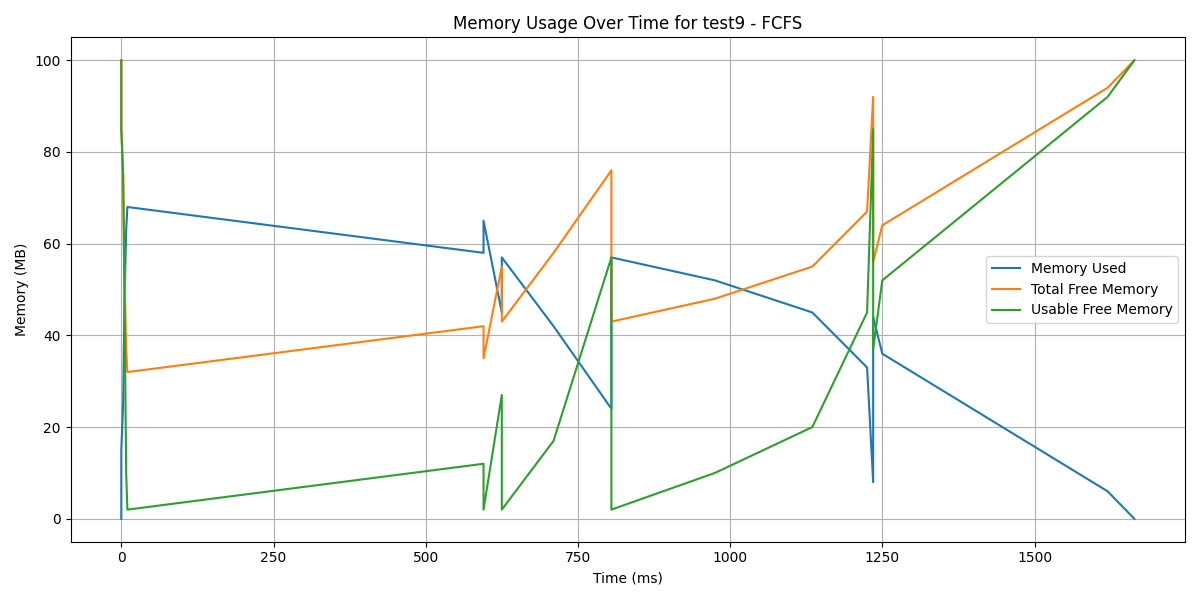 Memory Usage Over Time for test9 - FCFS
Memory (MB)
100
80
60
40
20
0
Memory Used
Total Free Memory
Usable Free Memory
0
250
500
750
1000
1250
1500
Time (ms)